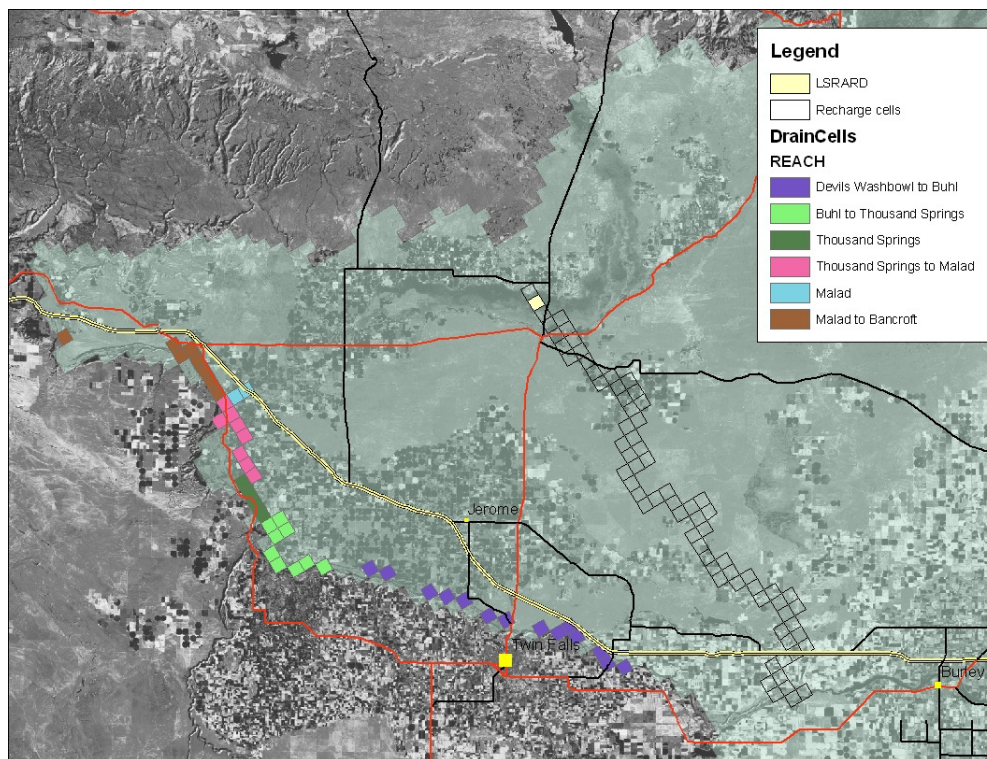 Legend
LSRARD
Recharge cells
DrainCells
REACH
Devils Washbowl to Buhl
Buhl to Thousand Springs
Thousand Springs
Thousand Springs to Malad
Malad
Malad to Bancroft
Jerome
Twin Falls
Burley